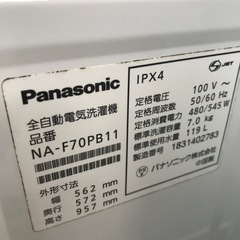 Panasonic
全自動電気洗濯機
品番
NA-F70PB11
外形寸法
幅 562 mm
奥行 572 mm
高さ 957 mm
IPX4
JET
定格電圧 100 V～
定格周波数 50/60 Hz
定格消費電力 480/545 W
標準洗濯容量 7.0 kg
標準使用水量 119 L
製造番号 1831402783
パナソニック株式会社
中国製